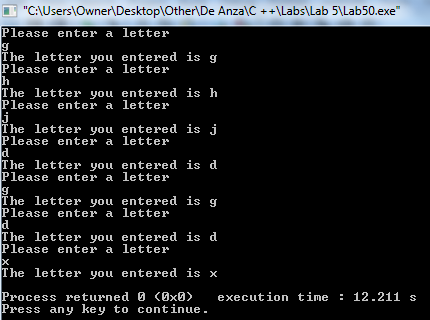 "C:\Users\Owner\Desktop\Other\De Anza\C ++\Labs\Lab 5\Lab50.exe"
Please enter a letter
g
The letter you entered is g
Please enter a letter
h
The letter you entered is h
Please enter a letter
j
The letter you entered is j
Please enter a letter
d
The letter you entered is d
Please enter a letter
g
The letter you entered is g
Please enter a letter
d
The letter you entered is d
Please enter a letter
x
The letter you entered is x
Process returned 0 (0x0)   execution time : 12.211 s
Press any key to continue.